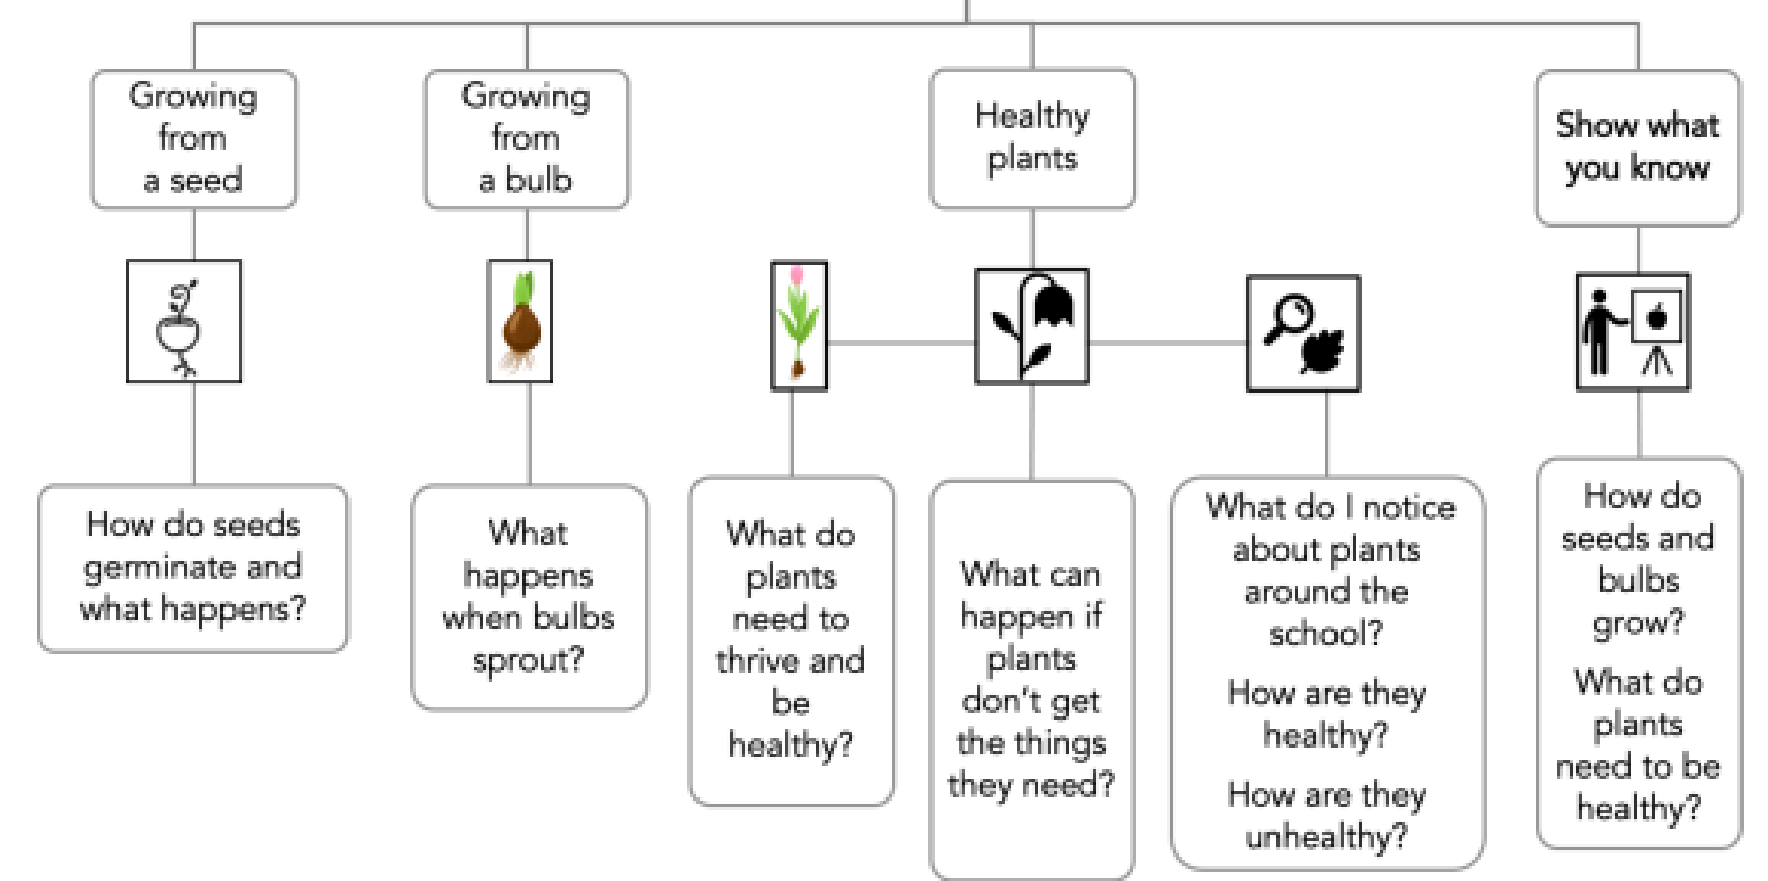 Growing
from
a seed
Growing
from
a bulb
Healthy
plants
Show what
you know
How do seeds
germinate and
what happens?
What
happens
when bulbs
sprout?
What do
plants
need to
thrive and
be
healthy?
What can
happen if
plants
don't get
the things
they need?
What do I notice
about plants
around the
school?
How are they
healthy?
How are they
unhealthy?
How do
seeds and
bulbs
grow?
What do
plants
need to be
healthy?